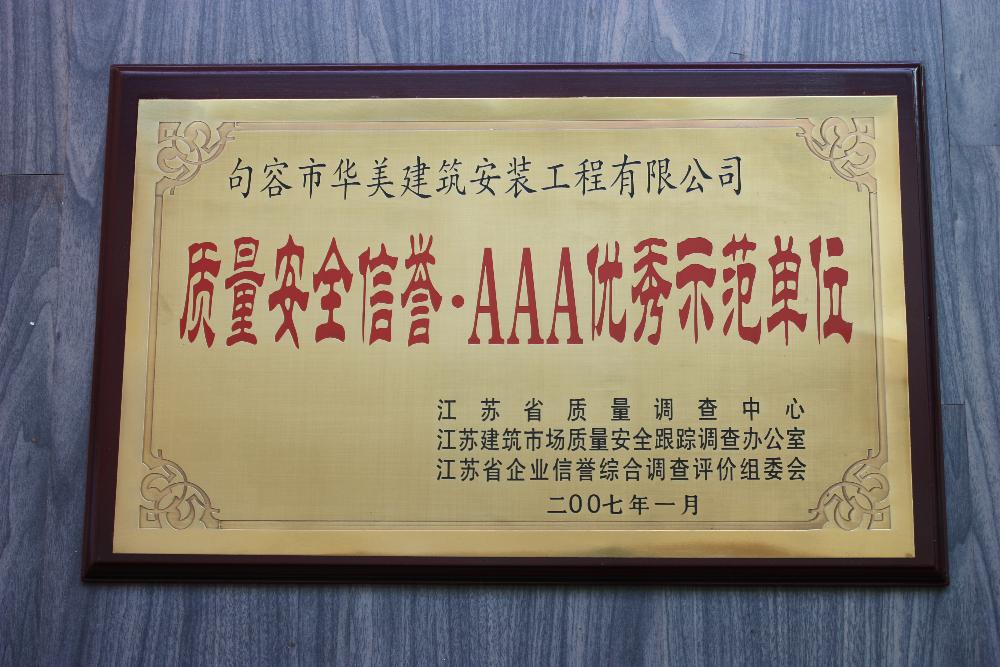 句容市华美建筑安装工程有限公司
质量安全信誉·AAA优秀示范单位
江苏省质量调查中心
江苏建筑市场质量安全跟踪调查办公室
江苏省企业信誉综合调查评价组委会
二00七年一月